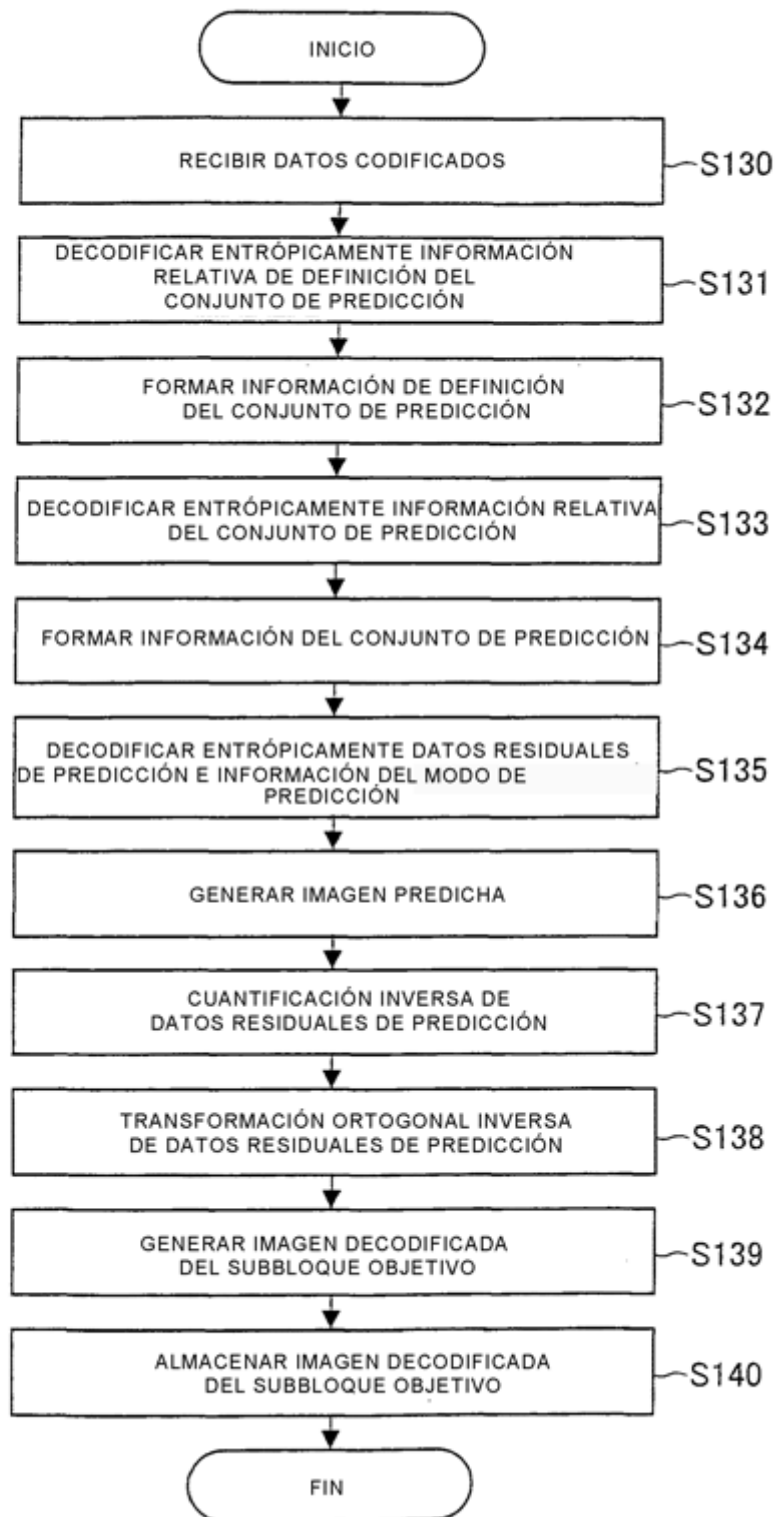 INICIO
RECIBIR DATOS CODIFICADOS
S130
DECODIFICAR ENTRÓPICAMENTE INFORMACIÓN
RELATIVA DE DEFINICIÓN DEL
CONJUNTO DE PREDICCIÓN
S131
FORMAR INFORMACIÓN DE DEFINICIÓN
DEL CONJUNTO DE PREDICCIÓN
S132
DECODIFICAR ENTRÓPICAMENTE INFORMACIÓN RELATIVA
DEL CONJUNTO DE PREDICCIÓN
S133
FORMAR INFORMACIÓN DEL CONJUNTO DE PREDICCIÓN
S134
DECODIFICAR ENTRÓPICAMENTE DATOS RESIDUALES
DE PREDICCIÓN E INFORMACIÓN DEL MODO DE
PREDICCIÓN
S135
GENERAR IMAGEN PREDICHA
S136
CUANTIFICACIÓN INVERSA DE
DATOS RESIDUALES DE PREDICCIÓN
S137
TRANSFORMACIÓN ORTOGONAL INVERSA
DE DATOS RESIDUALES DE PREDICCIÓN
S138
GENERAR IMAGEN DECODIFICADA
DEL SUBBLOQUE OBJETIVO
S139
ALMACENAR IMAGEN DECODIFICADA
DEL SUBBLOQUE OBJETIVO
S140
FIN